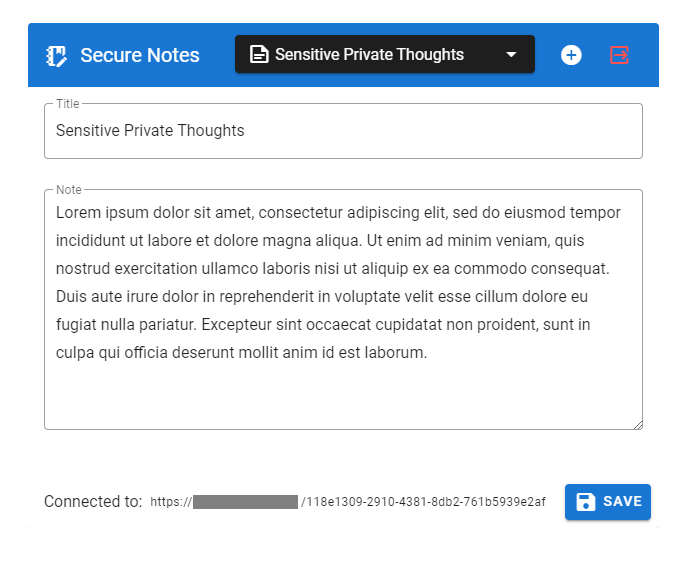 Secure Notes
Sensitive Private Thoughts
Title
Sensitive Private Thoughts
Note
Lorem ipsum dolor sit amet, consectetur adipiscing elit, sed do eiusmod tempor
incididunt ut labore et dolore magna aliqua. Ut enim ad minim veniam, quis
nostrud exercitation ullamco laboris nisi ut aliquip ex ea commodo consequat.
Duis aute irure dolor in reprehenderit in voluptate velit esse cillum dolore eu
fugiat nulla pariatur. Excepteur sint occaecat cupidatat non proident, sunt in
culpa qui officia deserunt mollit anim id est laborum.
Connected to: https:// /118e1309-2910-4381-8db2-761b5939e2af
SAVE